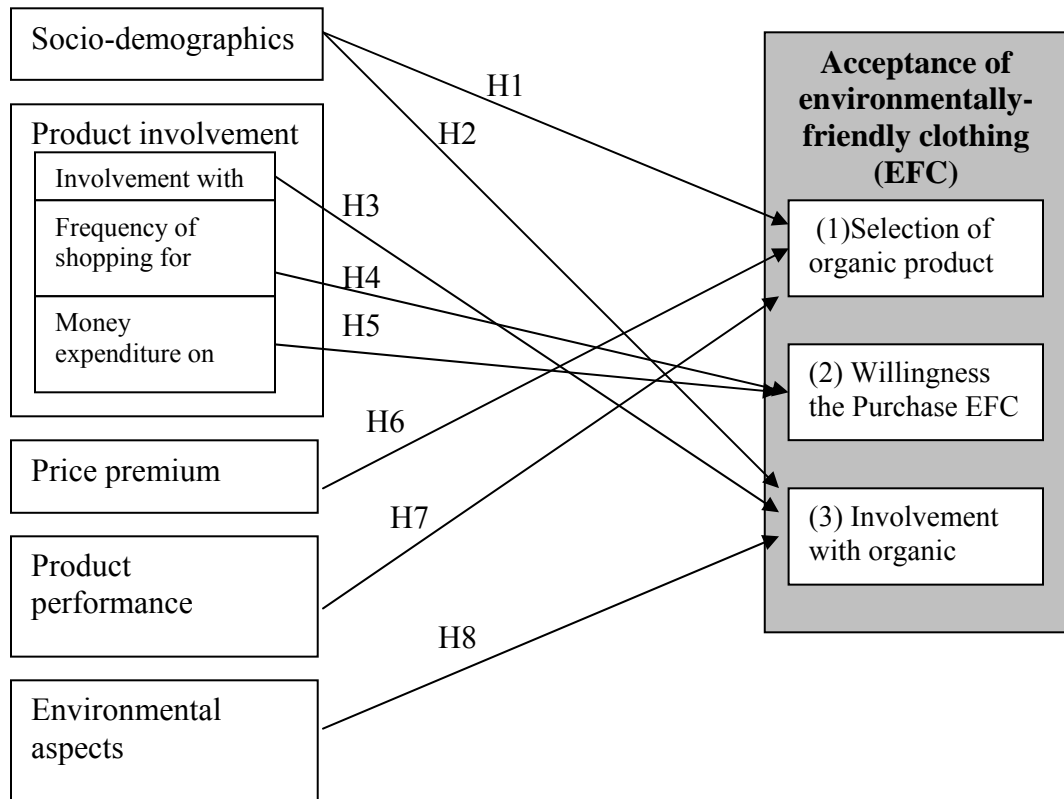 Socio-demographics
Product involvement
Involvement with
Frequency of
shopping for
Money
expenditure on
Price premium
Product
performance
Environmental
aspects
H1
H2
H3
H4
H5
H6
H7
H8
Acceptance of
environmentally-
friendly clothing
(EFC)
(1)Selection of
organic product
(2) Willingness
the Purchase EFC
(3) Involvement
with organic